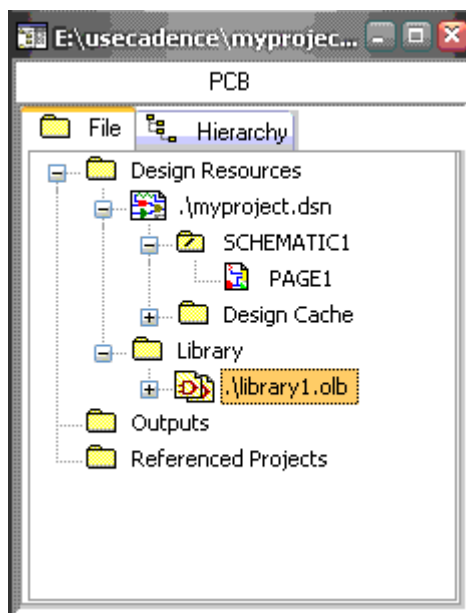 E:\usecadence\myprojec...
PCB
File Hierarchy
Design Resources
.\myproject.dsn
SCHEMATIC1
PAGE1
Design Cache
Library
.\library1.olb
Outputs
Referenced Projects